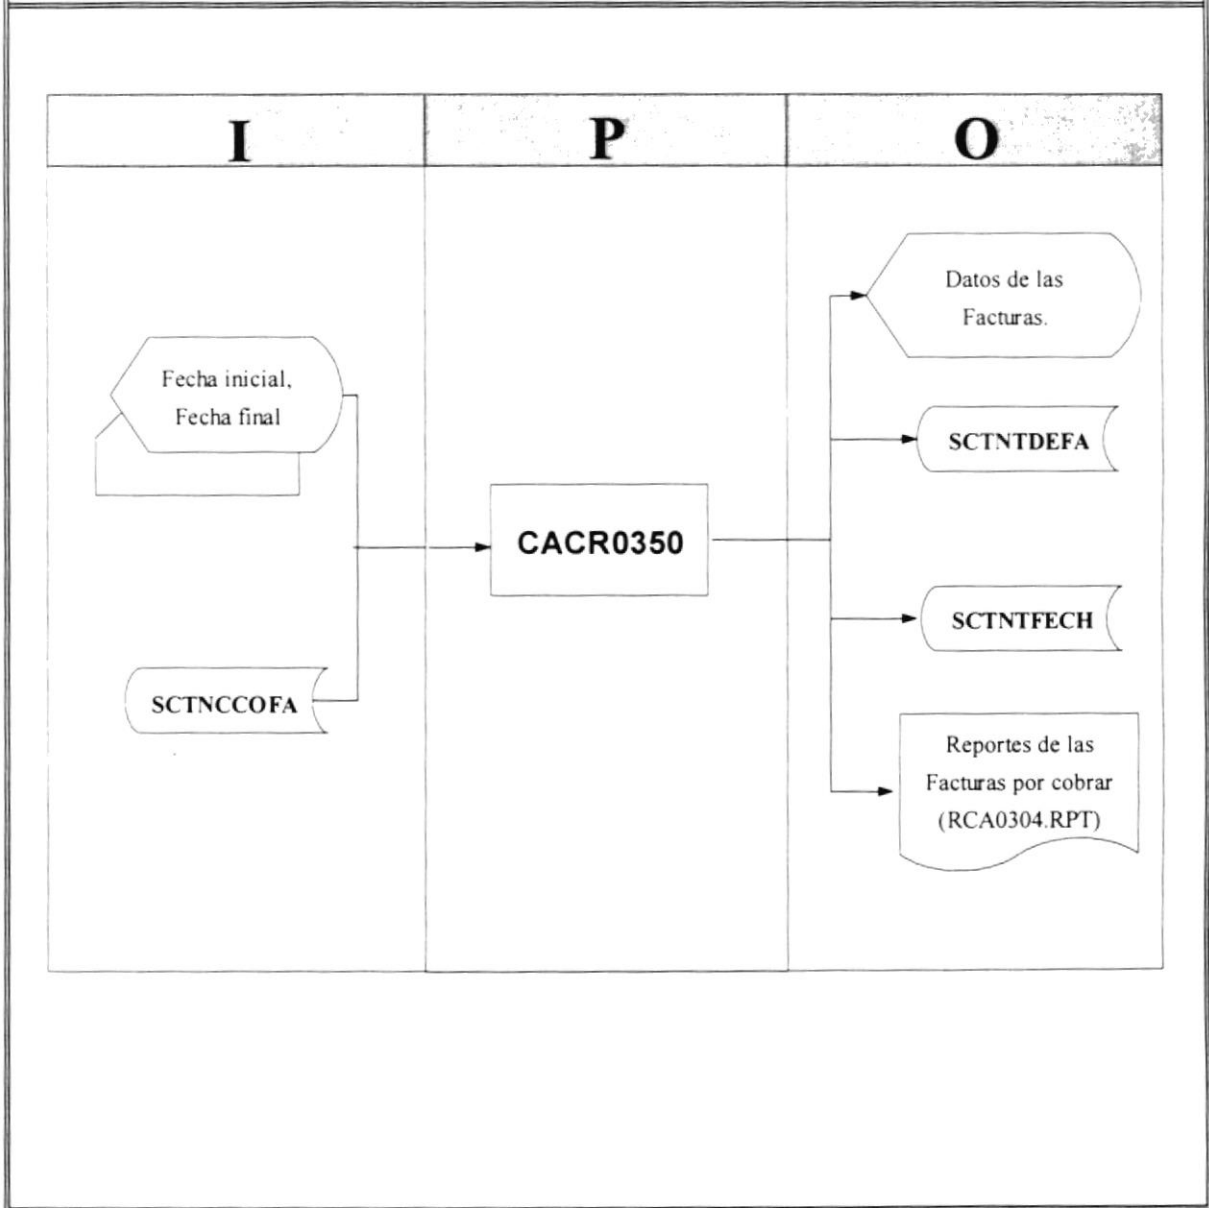 I
P
O
Fecha inicial,
Fecha final
SCTNCCOFA
CACR0350
Datos de las
Facturas.
SCTNTDEFA
SCTNTFECH
Reportes de las
Facturas por cobrar
(RCA0304.RPT)